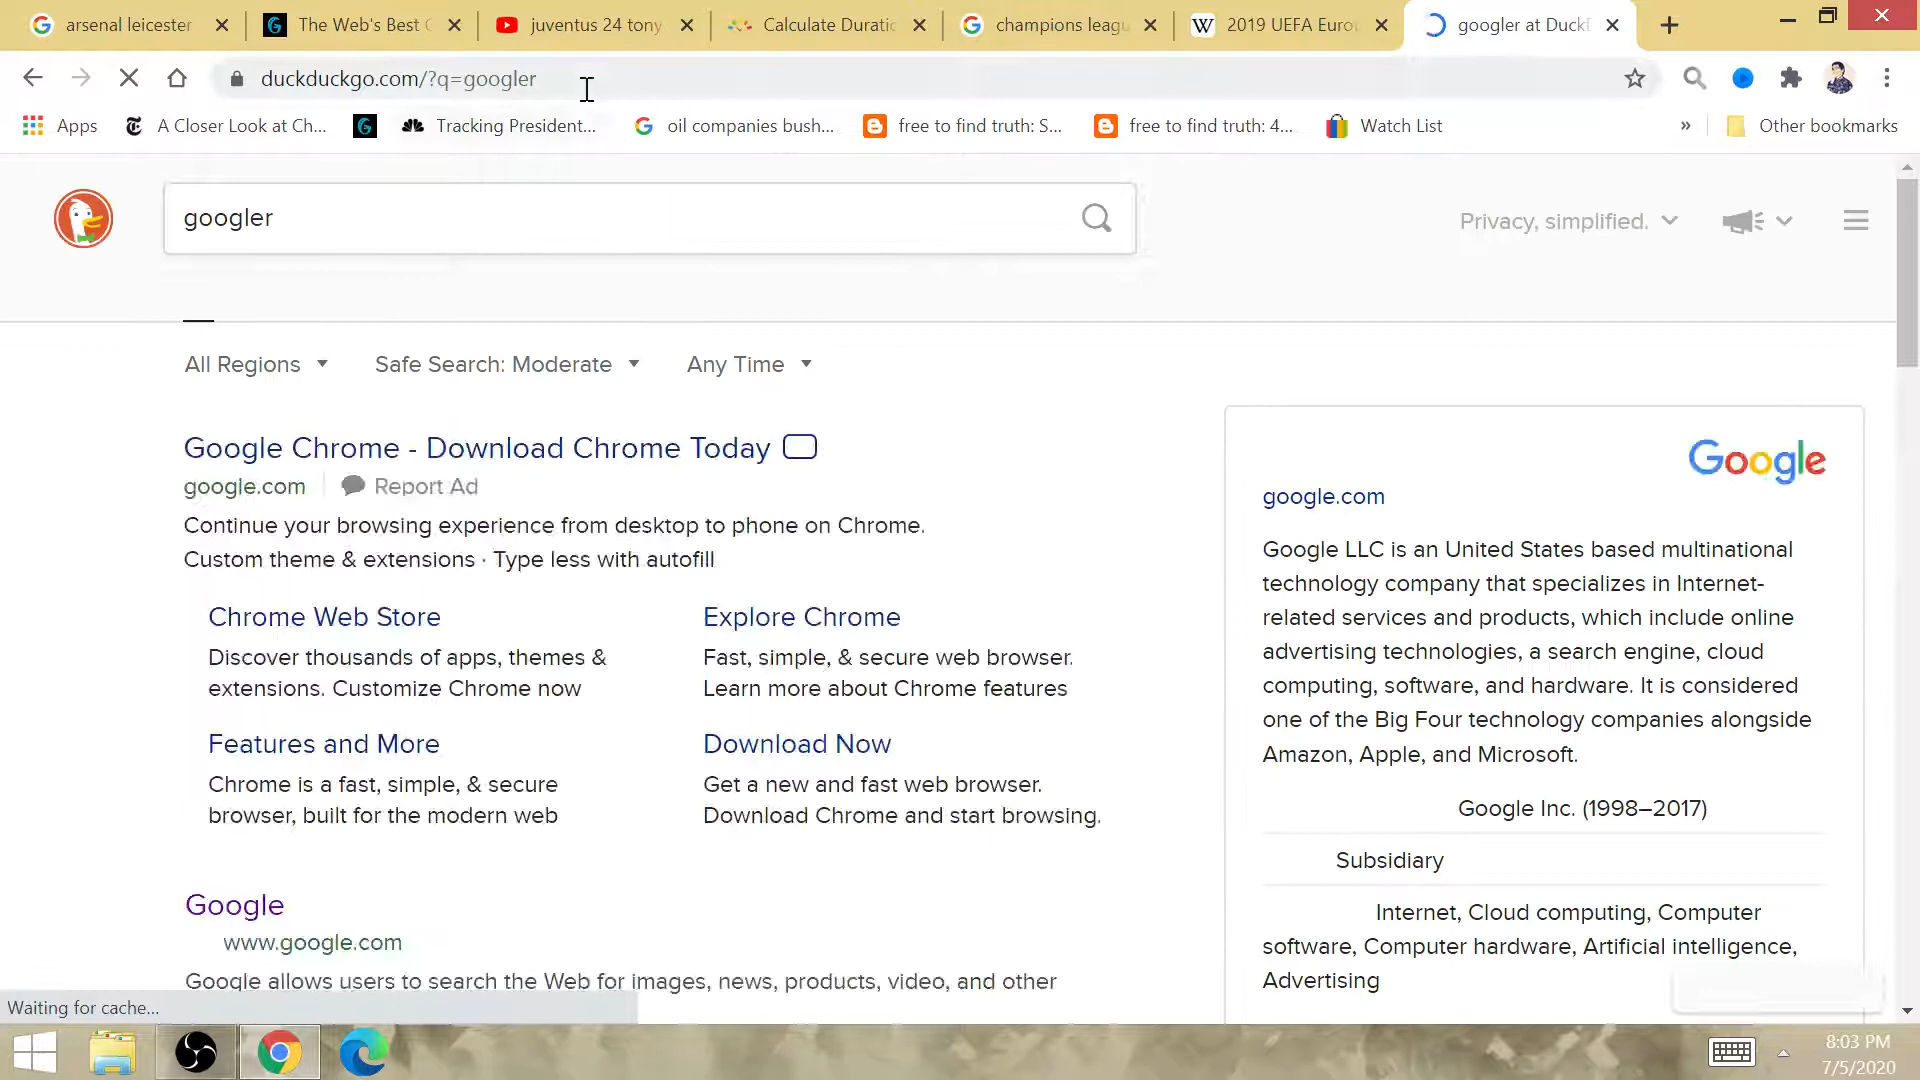 arsenal leicester
The Web's Best
juventus 24 tony
Calculate Duratio
champions leagu
2019 UEFA Euro
googler at Duck
duckduckgo.com/?q=googler
Apps
A Closer Look at Ch...
Tracking President...
oil companies bush...
free to find truth: S...
free to find truth: 4...
Watch List
»
Other bookmarks
googler
Privacy, simplified.
All Regions
Safe Search: Moderate
Any Time
Google Chrome - Download Chrome Today
google.com
Report Ad
Continue your browsing experience from desktop to phone on Chrome.
Custom theme & extensions · Type less with autofill
Chrome Web Store
Discover thousands of apps, themes &
extensions. Customize Chrome now
Explore Chrome
Fast, simple, & secure web browser.
Learn more about Chrome features
Features and More
Chrome is a fast, simple, & secure
browser, built for the modern web
Download Now
Get a new and fast web browser.
Download Chrome and start browsing.
Google
www.google.com
Google allows users to search the Web for images, news, products, video, and other
Google
google.com
Google LLC is an United States based multinational
technology company that specializes in Internet-
related services and products, which include online
advertising technologies, a search engine, cloud
computing, software, and hardware. It is considered
one of the Big Four technology companies alongside
Amazon, Apple, and Microsoft.
Google Inc. (1998–2017)
Subsidiary
Internet, Cloud computing, Computer
software, Computer hardware, Artificial intelligence,
Advertising
Waiting for cache...
8:03 PM
7/5/2020